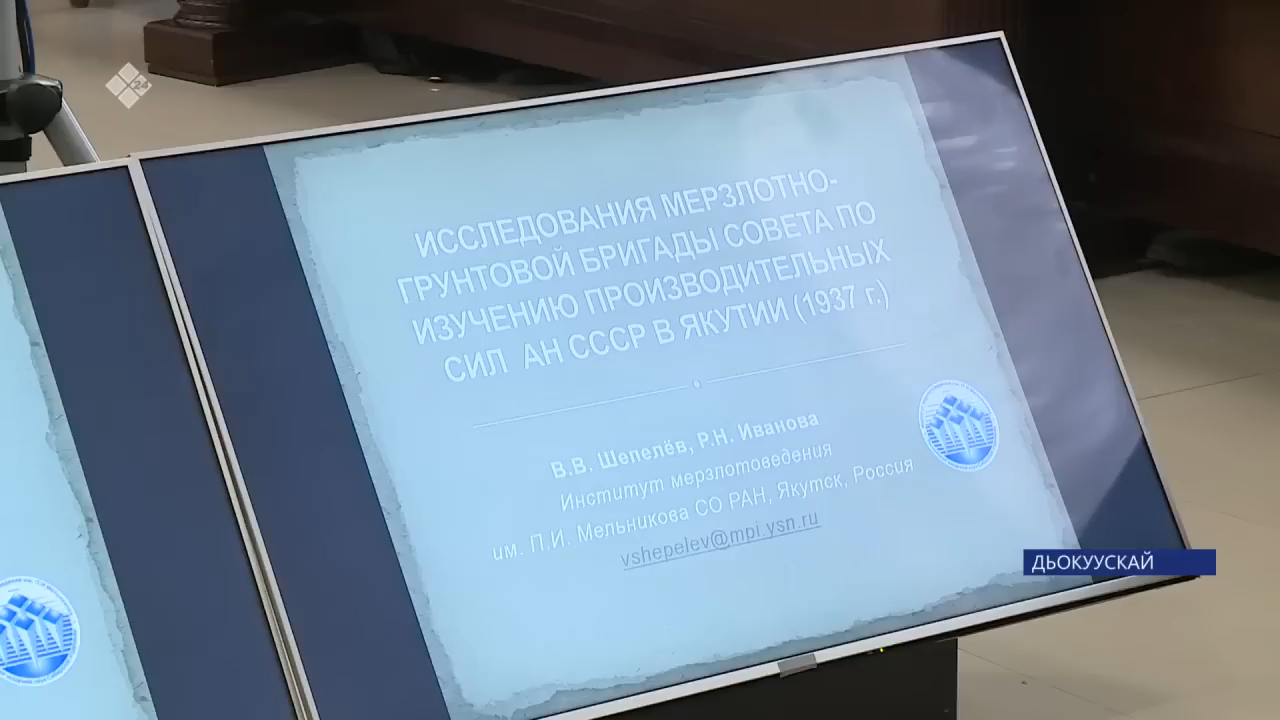 24
ИССЛЕДОВАНИЯ МЕРЗЛОТНО-
ГРУНТОВОЙ БРИГАДЫ СОВЕТА ПО
ИЗУЧЕНИЮ ПРОИЗВОДИТЕЛЬНЫХ
СИЛ АН СССР В ЯКУТИИ (1937 г.)
В.В. Шепелёв, Р.Н. Иванова
Институт мерзлотоведения
им. П.И. Мельникова СО РАН, Якутск, Россия
vshepelev@mpi.ysn.ru
ДЬОКУУСКАЙ